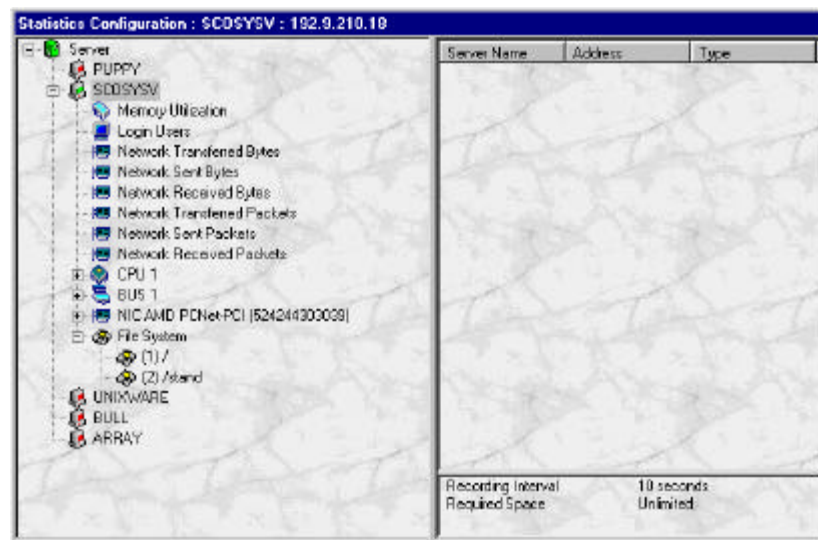 Statistics Configuration : SCOSYSV : 192.9.210.18
Server
PUPPY
SCOSYSV
Memory Utilization
Login Users
Network Transfered Bytes
Network Sent Bytes
Network Received Bytes
Network Transfered Packets
Network Sent Packets
Network Received Packets
CPU 1
BUS 1
NIC AMD PCNet-PCI (524244303039)
File System
(1) /
(2) /stand
UNIXWARE
BULL
ARRAY
Server Name Address Type
Recording Interval 10 seconds
Required Space Unlimited